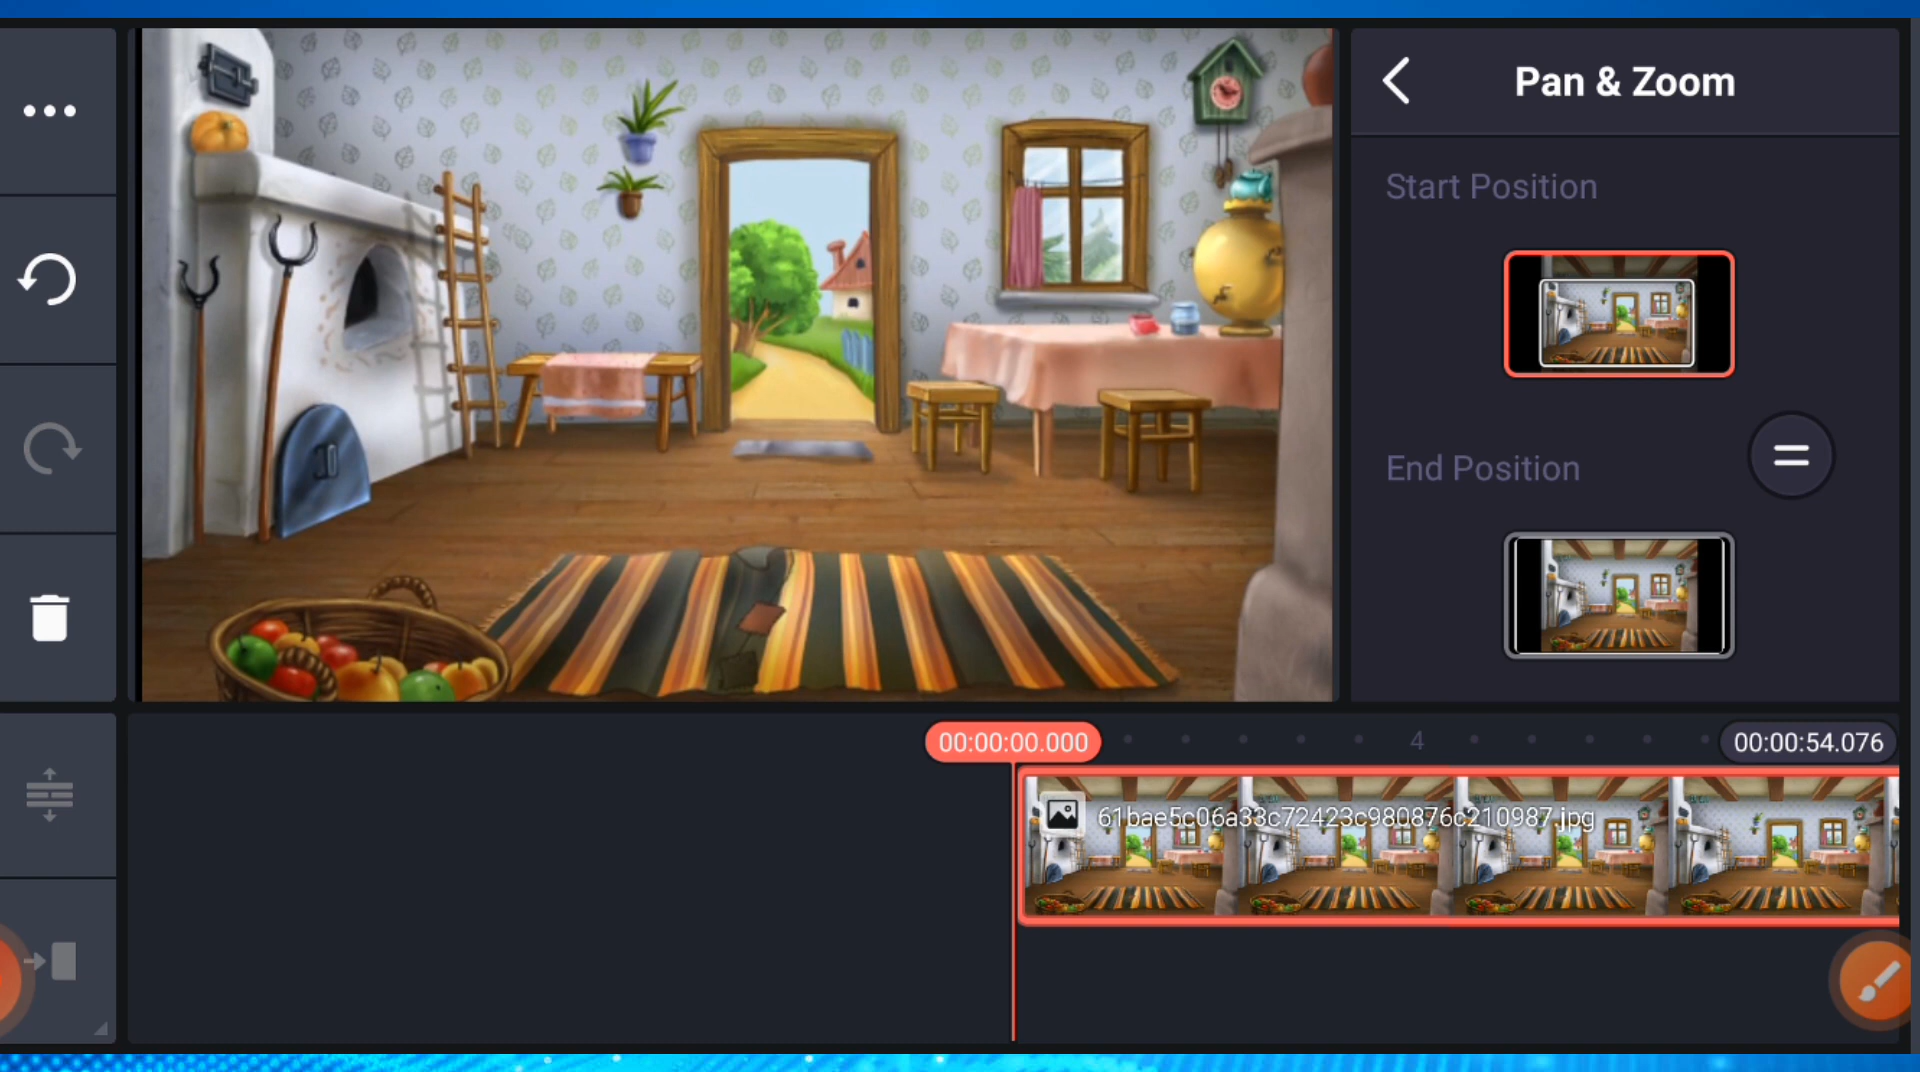 Pan & Zoom
Start Position
End Position
00:00:00.000
4
00:00:54.076
61bae5c06a33c72423c980876c210987.jpg